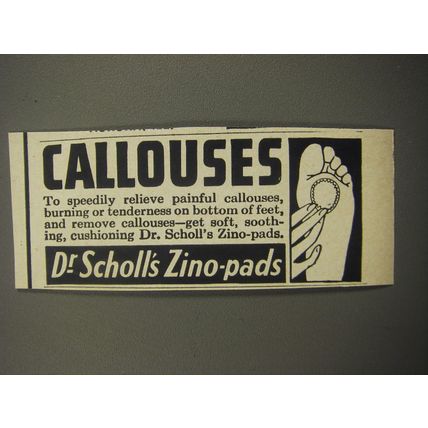 CALLOUSES
To speedily relieve painful callouses,
burning or tenderness on bottom of feet,
and remove callouses—get soft, sooth-
ing, cushioning Dr. Scholl's Zino-pads.
Dr Scholl's Zino-pads